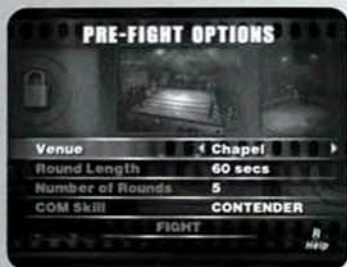 PRE-FIGHT OPTIONS
Venue Chapel
Round Length 60 secs
Number of Rounds 5
COM Skill CONTENDER
FIGHT
R
Help